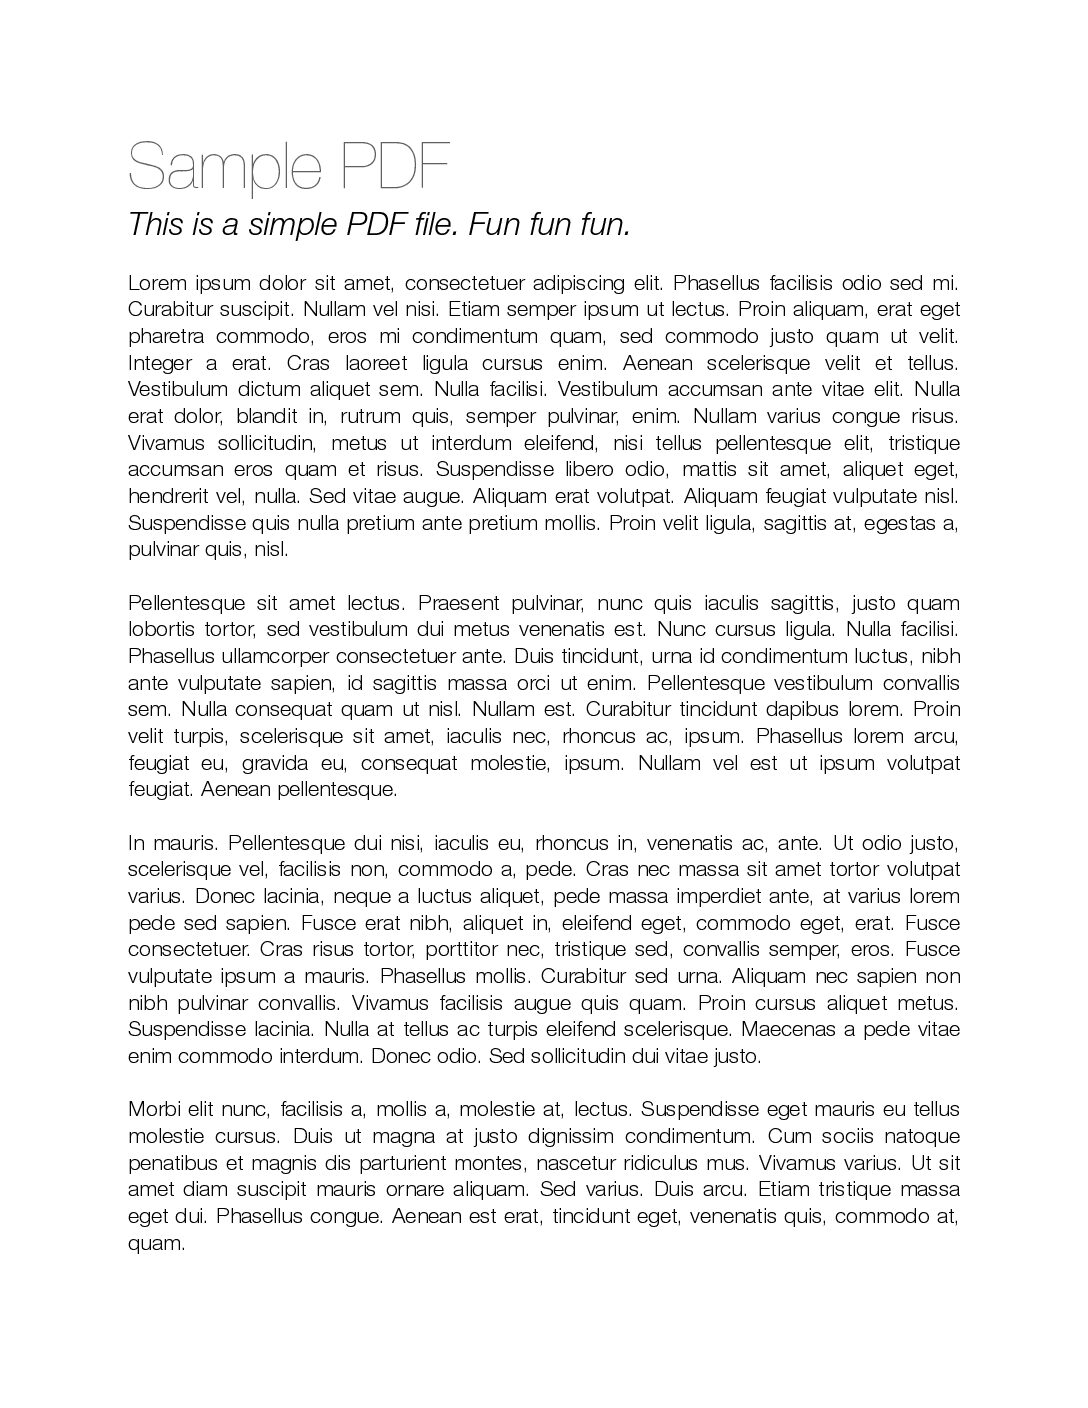 Sample PDF
This is a simple PDF file. Fun fun fun.
Lorem ipsum dolor sit amet, consectetuer adipiscing elit. Phasellus facilisis odio sed mi.
Curabitur suscipit. Nullam vel nisi. Etiam semper ipsum ut lectus. Proin aliquam, erat eget
pharetra commodo, eros mi condimentum quam, sed commodo justo quam ut velit.
Integer a erat. Cras laoreet ligula cursus enim. Aenean scelerisque velit et tellus.
Vestibulum dictum aliquet sem. Nulla facilisi. Vestibulum accumsan ante vitae elit. Nulla
erat dolor, blandit in, rutrum quis, semper pulvinar, enim. Nullam varius congue risus.
Vivamus sollicitudin, metus ut interdum eleifend, nisi tellus pellentesque elit, tristique
accumsan eros quam et risus. Suspendisse libero odio, mattis sit amet, aliquet eget,
hendrerit vel, nulla. Sed vitae augue. Aliquam erat volutpat. Aliquam feugiat vulputate nisl.
Suspendisse quis nulla pretium ante pretium mollis. Proin velit ligula, sagittis at, egestas a,
pulvinar quis, nisl.
Pellentesque sit amet lectus. Praesent pulvinar, nunc quis iaculis sagittis, justo quam
lobortis tortor, sed vestibulum dui metus venenatis est. Nunc cursus ligula. Nulla facilisi.
Phasellus ullamcorper consectetuer ante. Duis tincidunt, urna id condimentum luctus, nibh
ante vulputate sapien, id sagittis massa orci ut enim. Pellentesque vestibulum convallis
sem. Nulla consequat quam ut nisl. Nullam est. Curabitur tincidunt dapibus lorem. Proin
velit turpis, scelerisque sit amet, iaculis nec, rhoncus ac, ipsum. Phasellus lorem arcu,
feugiat eu, gravida eu, consequat molestie, ipsum. Nullam vel est ut ipsum volutpat
feugiat. Aenean pellentesque.
In mauris. Pellentesque dui nisi, iaculis eu, rhoncus in, venenatis ac, ante. Ut odio justo,
scelerisque vel, facilisis non, commodo a, pede. Cras nec massa sit amet tortor volutpat
varius. Donec lacinia, neque a luctus aliquet, pede massa imperdiet ante, at varius lorem
pede sed sapien. Fusce erat nibh, aliquet in, eleifend eget, commodo eget, erat. Fusce
consectetuer. Cras risus tortor, porttitor nec, tristique sed, convallis semper, eros. Fusce
vulputate ipsum a mauris. Phasellus mollis. Curabitur sed urna. Aliquam nec sapien non
nibh pulvinar convallis. Vivamus facilisis augue quis quam. Proin cursus aliquet metus.
Suspendisse lacinia. Nulla at tellus ac turpis eleifend scelerisque. Maecenas a pede vitae
enim commodo interdum. Donec odio. Sed sollicitudin dui vitae justo.
Morbi elit nunc, facilisis a, mollis a, molestie at, lectus. Suspendisse eget mauris eu tellus
molestie cursus. Duis ut magna at justo dignissim condimentum. Cum sociis natoque
penatibus et magnis dis parturient montes, nascetur ridiculus mus. Vivamus varius. Ut sit
amet diam suscipit mauris ornare aliquam. Sed varius. Duis arcu. Etiam tristique massa
eget dui. Phasellus congue. Aenean est erat, tincidunt eget, venenatis quis, commodo at,
quam.